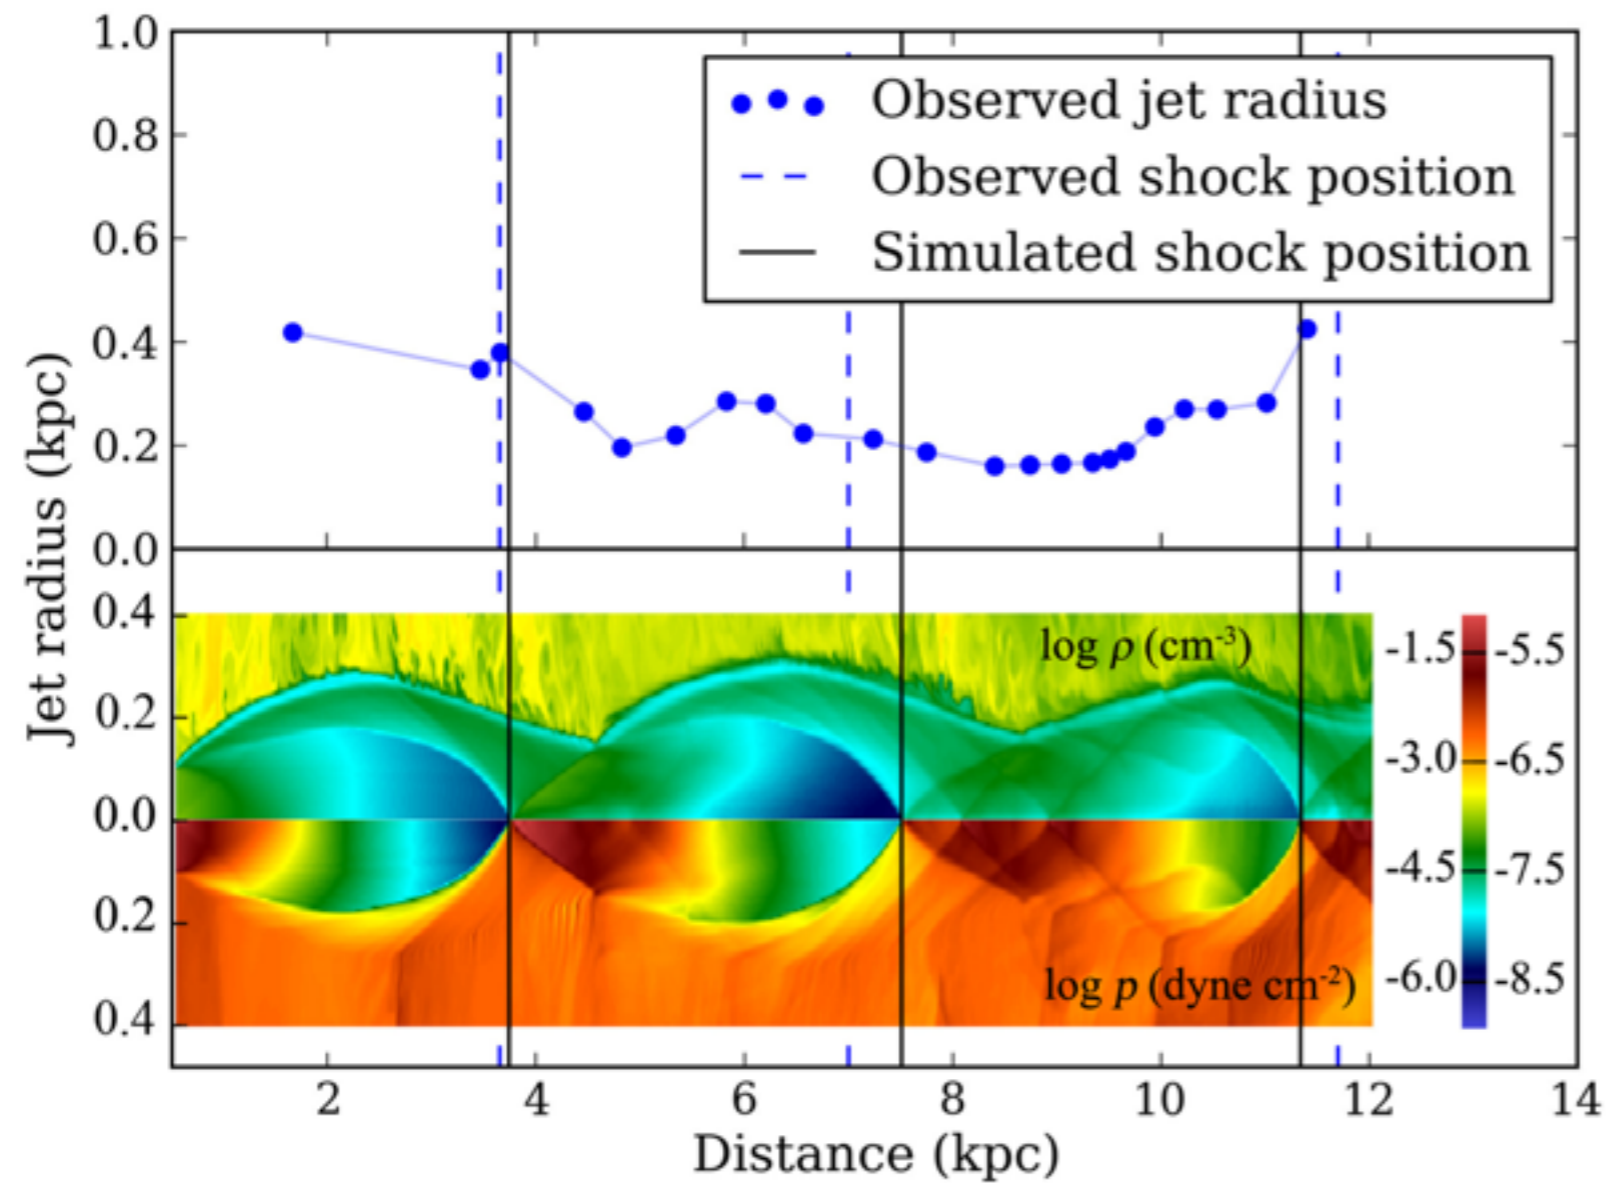 1.0
0.8
0.6
0.4
0.2
0.0
Observed jet radius
Observed shock position
Simulated shock position
Jet radius (kpc)
0.4
0.2
0.0
0.2
0.4
log ρ (cm-3)
log p (dyne cm-2)
-1.5 -5.5
-3.0 -6.5
-4.5 -7.5
-6.0 -8.5
2 4 6 8 10 12 14
Distance (kpc)